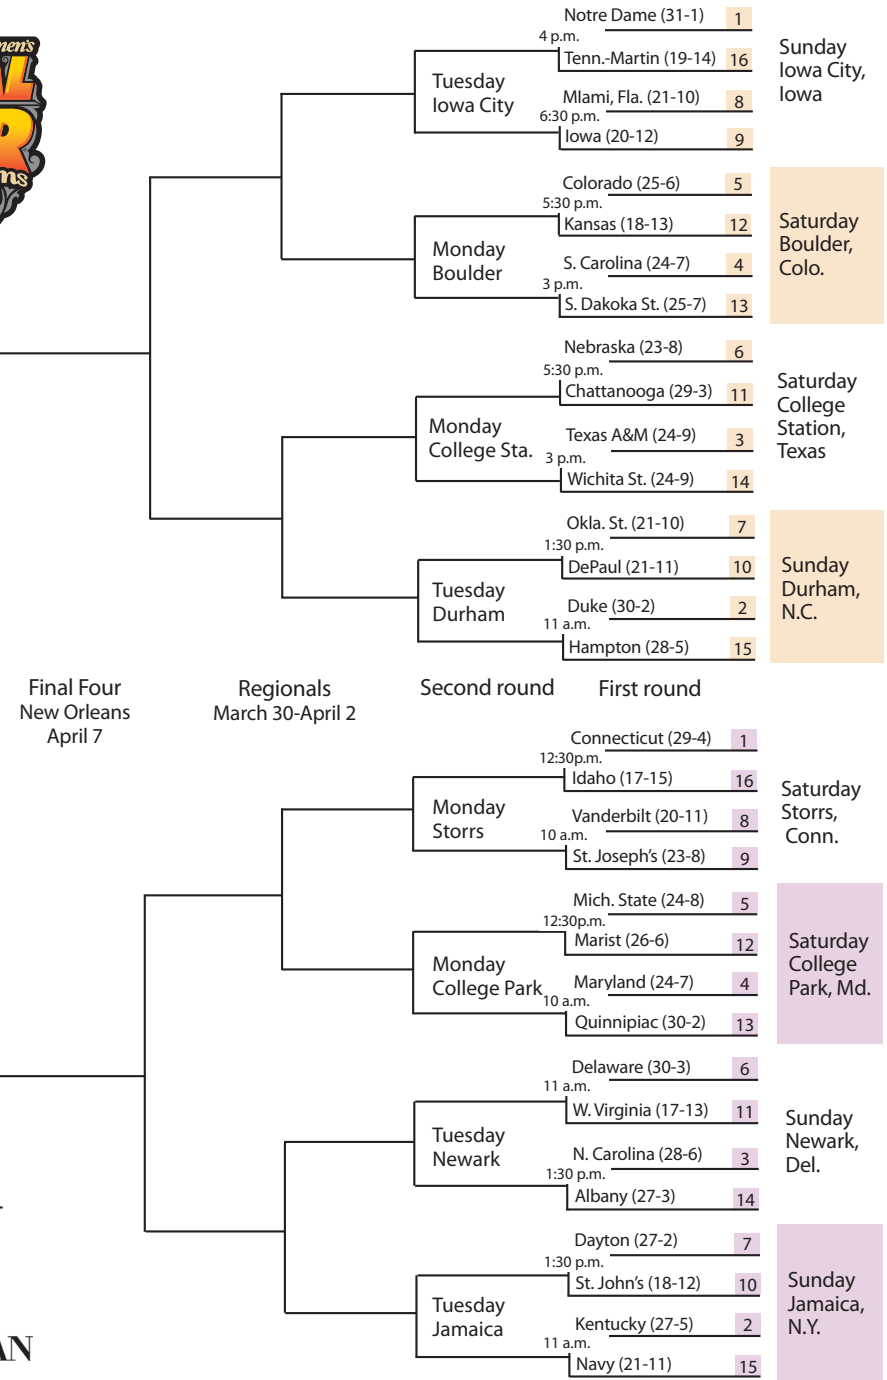 men's
AL
R
ms
Notre Dame (31-1) 1
4 p.m.
Tenn.-Martin (19-14) 16
MIami, Fla. (21-10) 8
6:30 p.m.
Iowa (20-12) 9
Tuesday
Iowa City
Sunday
Iowa City,
Iowa
Colorado (25-6) 5
5:30 p.m.
Kansas (18-13) 12
S. Carolina (24-7) 4
3 p.m.
S. Dakoka St. (25-7) 13
Monday
Boulder
Saturday
Boulder,
Colo.
Nebraska (23-8) 6
5:30 p.m.
Chattanooga (29-3) 11
Texas A&M (24-9) 3
3 p.m.
Wichita St. (24-9) 14
Monday
College Sta.
Saturday
College
Station,
Texas
Okla. St. (21-10) 7
1:30 p.m.
DePaul (21-11) 10
Duke (30-2) 2
11 a.m.
Hampton (28-5) 15
Tuesday
Durham
Sunday
Durham,
N.C.
Final Four
New Orleans
April 7
Regionals
March 30-April 2
Second round
First round
Connecticut (29-4) 1
12:30p.m.
Idaho (17-15) 16
Vanderbilt (20-11) 8
10 a.m.
St. Joseph's (23-8) 9
Monday
Storrs
Saturday
Storrs,
Conn.
Mich. State (24-8) 5
12:30p.m.
Marist (26-6) 12
Maryland (24-7) 4
10 a.m.
Quinnipiac (30-2) 13
Monday
College Park
Saturday
College
Park, Md.
Delaware (30-3) 6
11 a.m.
W. Virginia (17-13) 11
N. Carolina (28-6) 3
1:30 p.m.
Albany (27-3) 14
Tuesday
Newark
Sunday
Newark,
Del.
Dayton (27-2) 7
1:30 p.m.
St. John's (18-12) 10
Kentucky (27-5) 2
11 a.m.
Navy (21-11) 15
Tuesday
Jamaica
Sunday
Jamaica,
N.Y.
AN